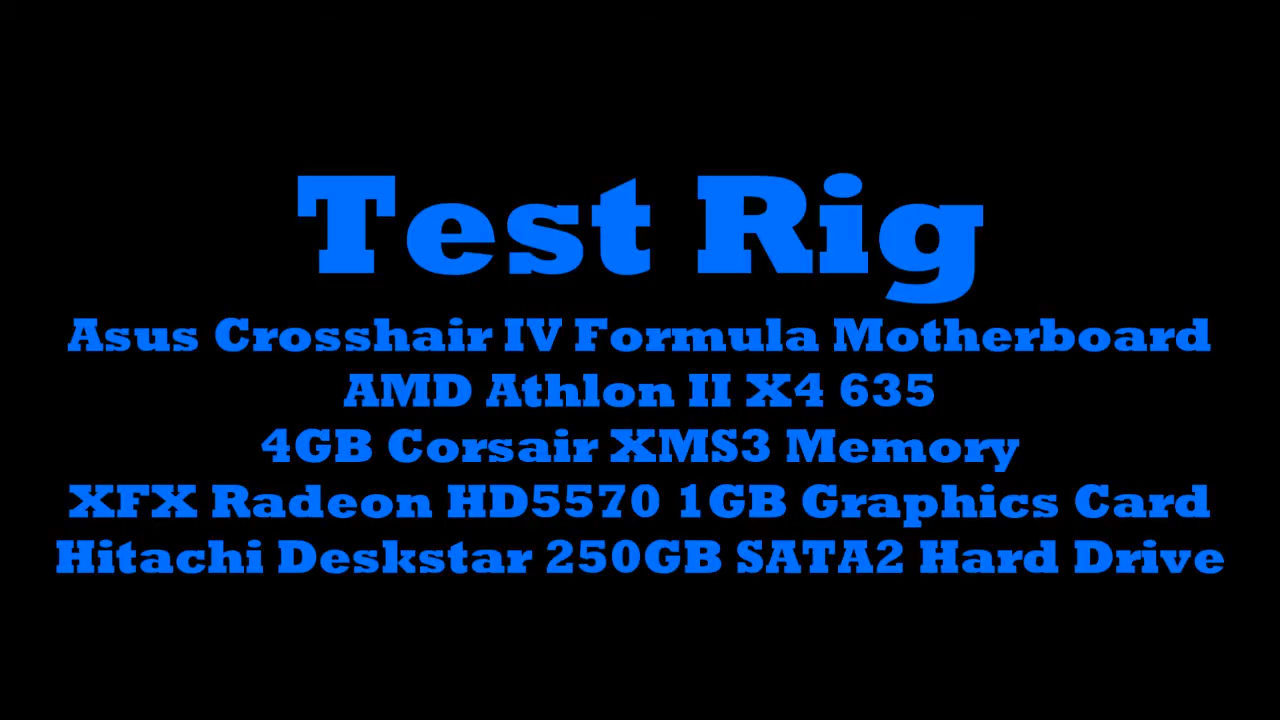 Test Rig
Asus Crosshair IV Formula Motherboard
AMD Athlon II X4 635
4GB Corsair XMS3 Memory
XFX Radeon HD5570 1GB Graphics Card
Hitachi Deskstar 250GB SATA2 Hard Drive